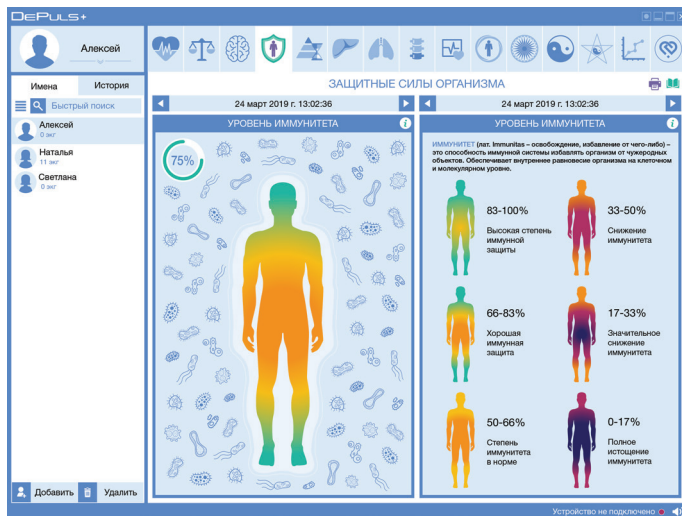 DePuls+
Алексей
Имена
История
Быстрый поиск
Алексей
0 экг
Наталья
11 экг
Светлана
0 экг
Добавить
Удалить
ЗАЩИТНЫЕ СИЛЫ ОРГАНИЗМА
24 март 2019 г. 13:02:36
УРОВЕНЬ ИММУНИТЕТА
75%
24 март 2019 г. 13:02:36
УРОВЕНЬ ИММУНИТЕТА
ИММУНИТЕТ (лат. Immunitas – освобождение, избавление от чего-либо) –
это способность иммунной системы избавлять организм от чужеродных
объектов. Обеспечивает внутреннее равновесие организма на клеточном
и молекулярном уровне.
83-100%
Высокая степень
иммунной
защиты
33-50%
Снижение
иммунитета
66-83%
Хорошая
иммунная
защита
17-33%
Значительное
снижение
иммунитета
50-66%
Степень
иммунитета
в норме
0-17%
Полное
истощение
иммунитета
Устройство не подключено